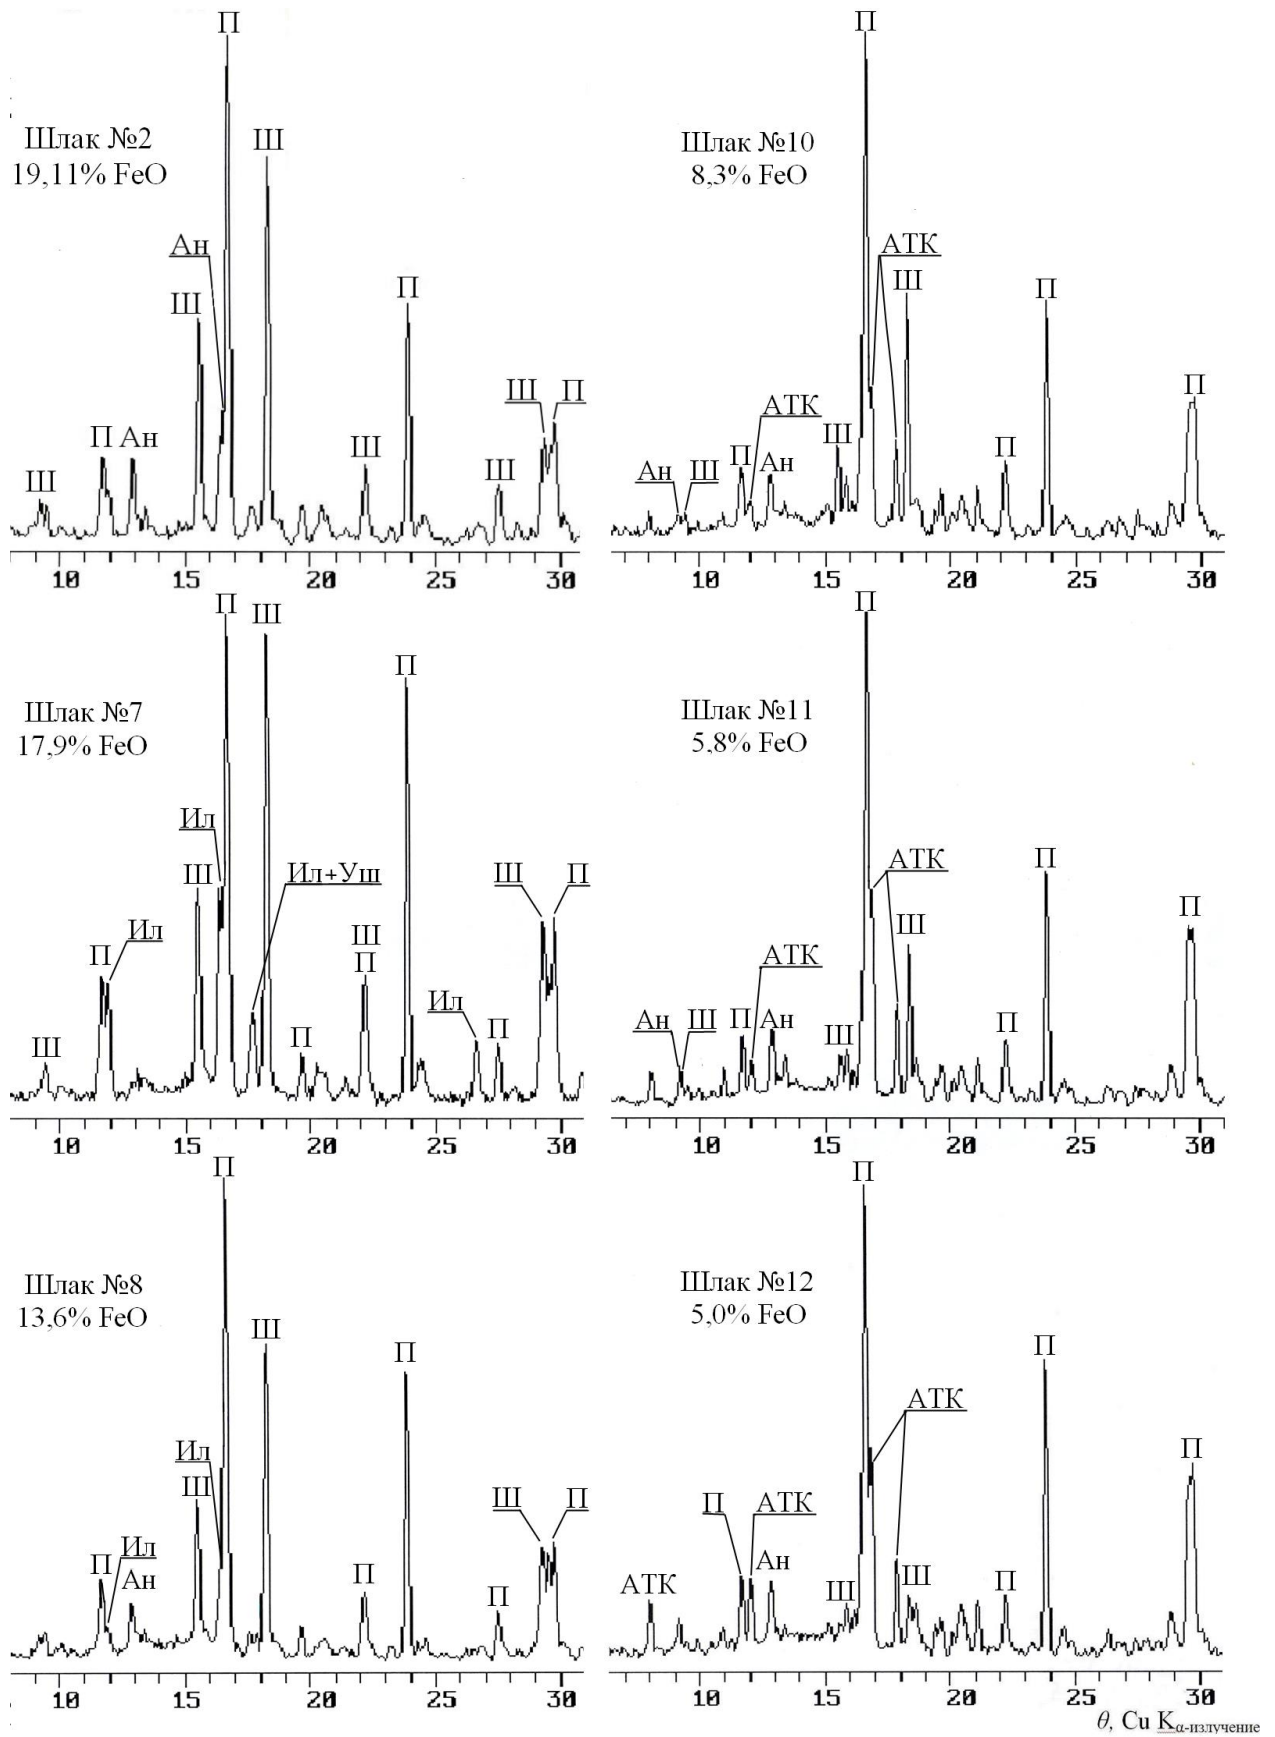 Шлак №2
19,11% FeO
Ш
П
Ан
Ш
Ан
П
Ш
Ш
П
Ш
Ш
П
10
15
20
25
30
Шлак №10
8,3% FeO
Ан
Ш
П
АТК
Ан
Ш
П
АТК
Ш
П
П
П
10
15
20
25
30
Шлак №7
17,9% FeO
Ш
П
Ил
Ш
Ил
П
Ш
Ил+Уш
П
Ш
П
П
Ил
П
Ш
П
10
15
20
25
30
Шлак №11
5,8% FeO
Ан
Ш
П
АТК
Ан
Ш
П
АТК
Ш
П
П
П
10
15
20
25
30
Шлак №8
13,6% FeO
П
Ил
Ан
Ш
Ил
П
Ш
П
П
П
Ш
П
10
15
20
25
30
Шлак №12
5,0% FeO
АТК
П
АТК
Ан
Ш
П
АТК
Ш
П
П
П
10
15
20
25
30
θ, Cu Kα-излучение